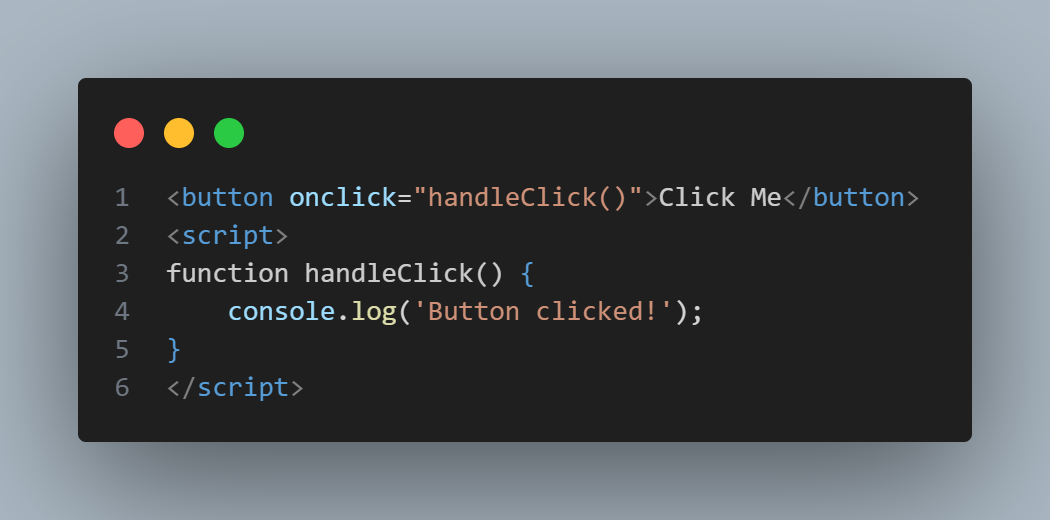 1 <button onclick="handleClick()">Click Me</button>
2 <script>
3 function handleClick() {
4     console.log('Button clicked!');
5 }
6 </script>